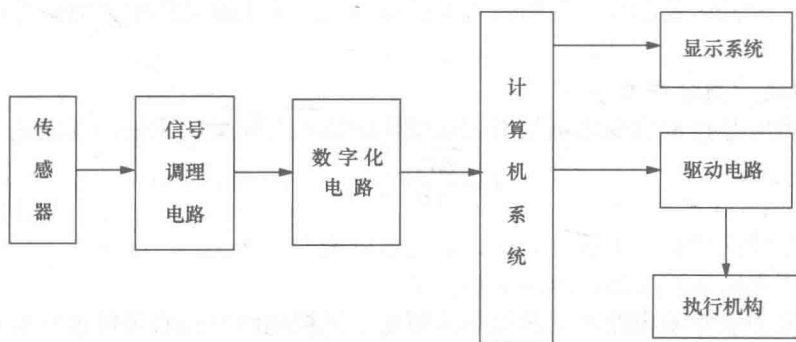 传
感
器
信号
调理
电路
数字化
电路
计
算
机
系
统
显示系统
驱动电路
执行机构